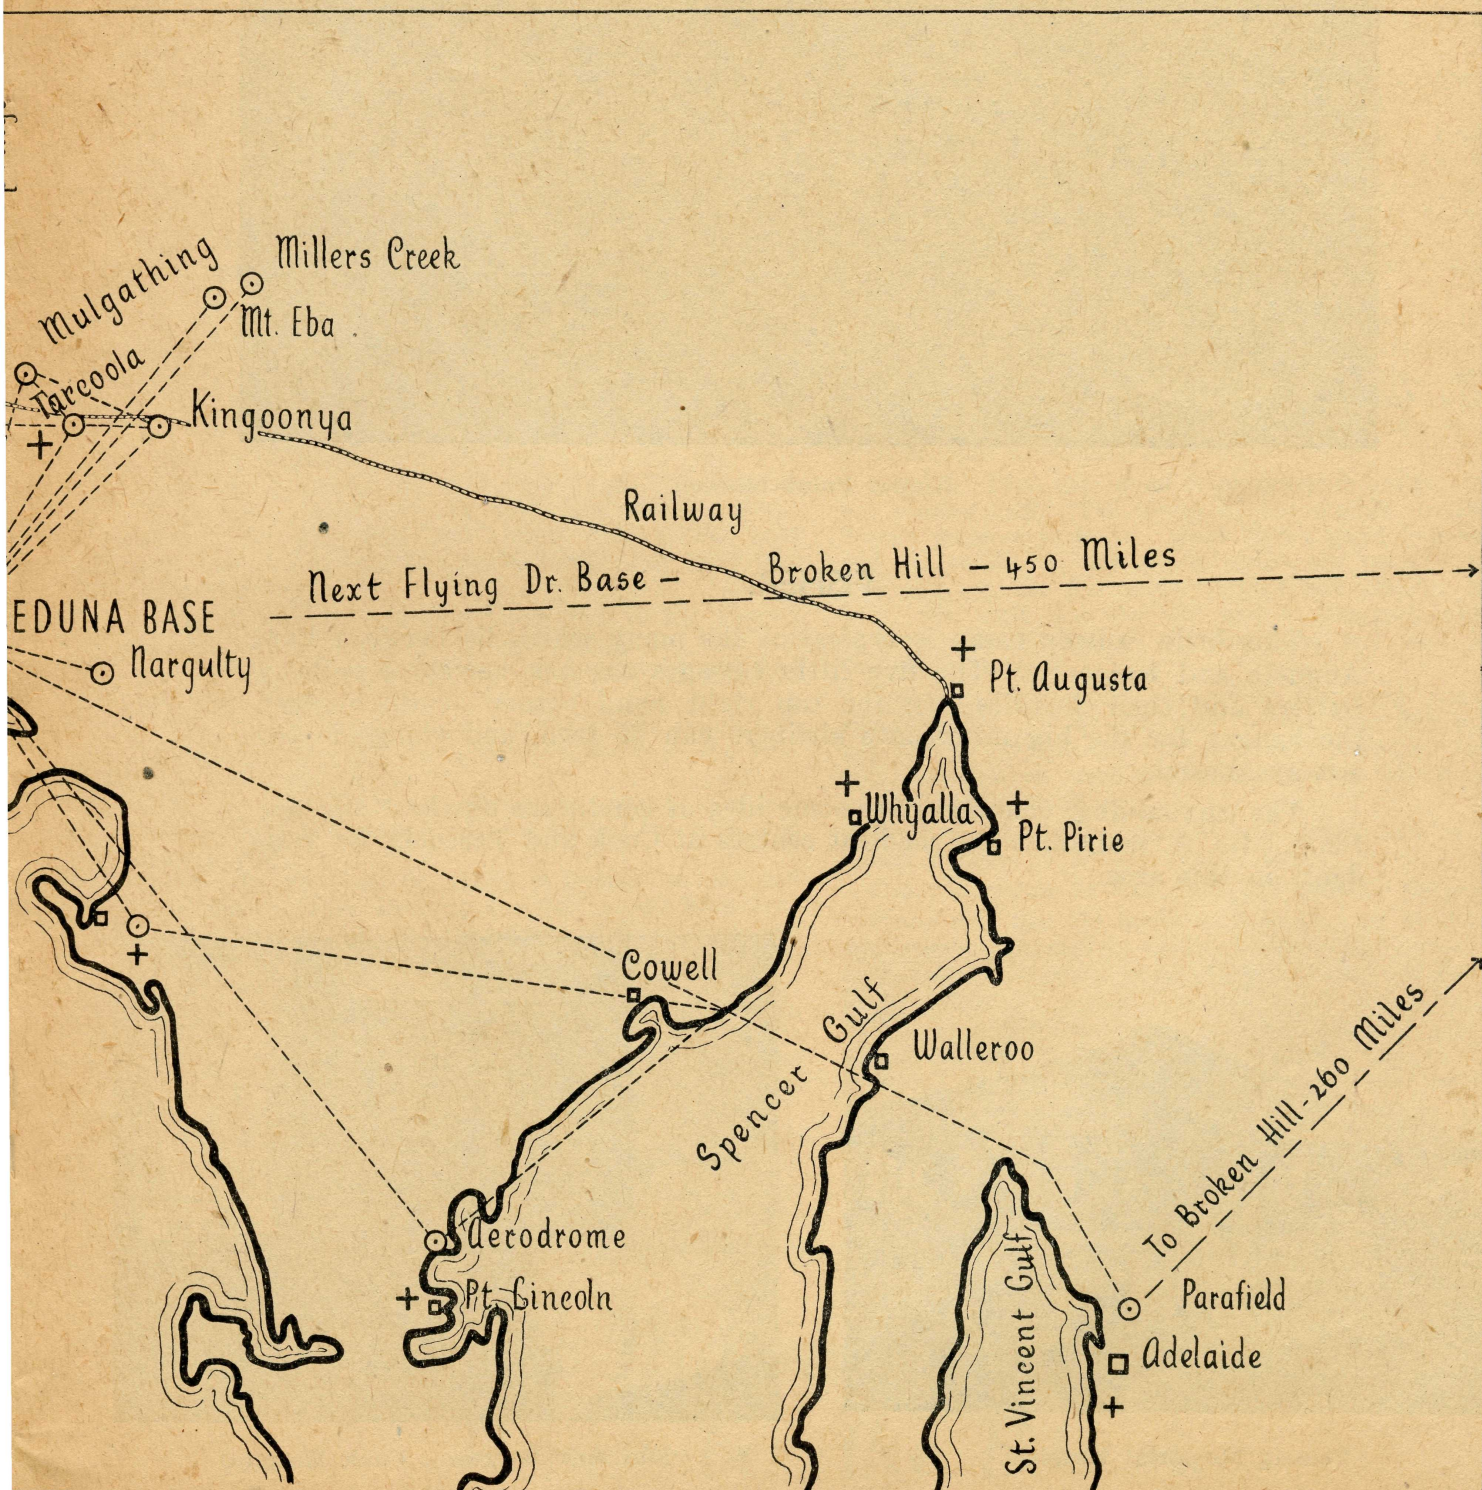 Millers Creek
Mulgathing
Mt. Eba
Tarcoola
Kingoonya
Railway
Next Flying Dr. Base – Broken Hill – 450 Miles
EDUNA BASE
Nargulty
Pt. Augusta
Whyalla
Pt. Pirie
Cowell
Spencer Gulf
Walleroo
To Broken Hill - 260 Miles
Aerodrome
Pt. Lincoln
St. Vincent Gulf
Parafield
Adelaide